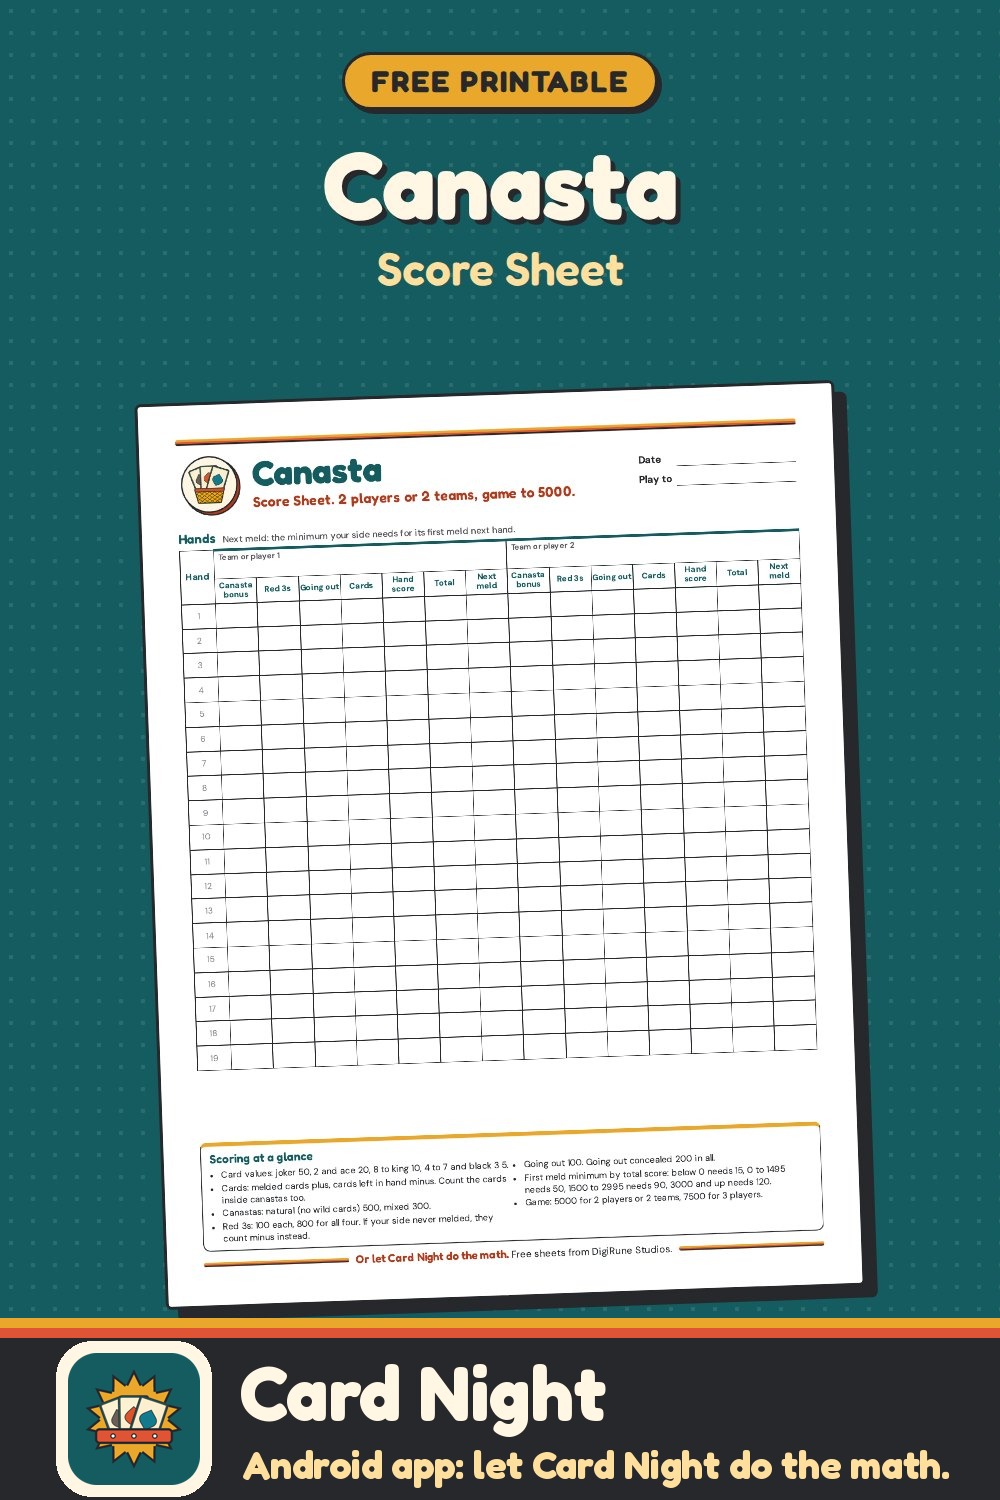 FREE PRINTABLE
Canasta
Score Sheet
Canasta
Score Sheet. 2 players or 2 teams, game to 5000.
Date
Play to
Hands Next meld: the minimum your side needs for its first meld next hand.
Hand
Team or player 1
Team or player 2
Canasta bonus Red 3s Going out Cards Hand score Total Next meld Canasta bonus Red 3s Going out Cards Hand score Total Next meld
1
2
3
4
5
6
7
8
9
10
11
12
13
14
15
16
17
18
19
Scoring at a glance
• Card values: joker 50, 2 and ace 20, 8 to king 10, 4 to 7 and black 3 5.
• Cards: melded cards plus, cards left in hand minus. Count the cards
inside canastas too.
• Canastas: natural (no wild cards) 500, mixed 300.
• Red 3s: 100 each, 800 for all four. If your side never melded, they
count minus instead.
• Going out 100. Going out concealed 200 in all.
• First meld minimum by total score: below 0 needs 15, 0 to 1495
needs 50, 1500 to 2995 needs 90, 3000 and up needs 120.
• Game: 5000 for 2 players or 2 teams, 7500 for 3 players.
Or let Card Night do the math. Free sheets from DigiRune Studios.
Card Night
Android app: let Card Night do the math.